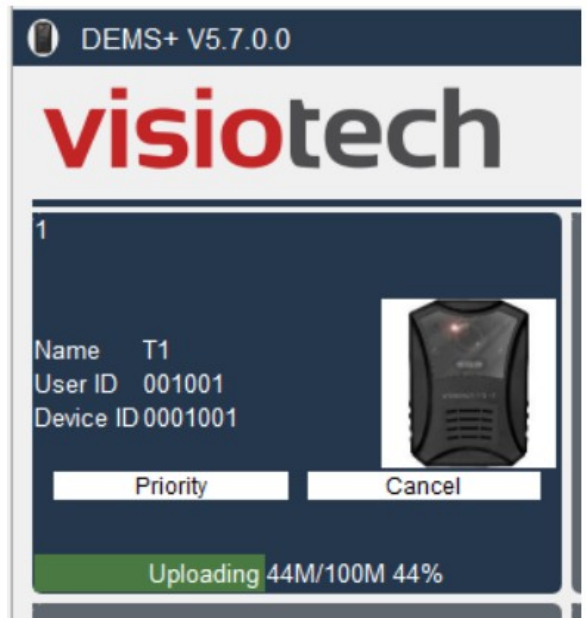 DEMS+ V5.7.0.0
visiotech
1
Name T1
User ID 001001
Device ID 0001001
Priority Cancel
Uploading 44M/100M 44%